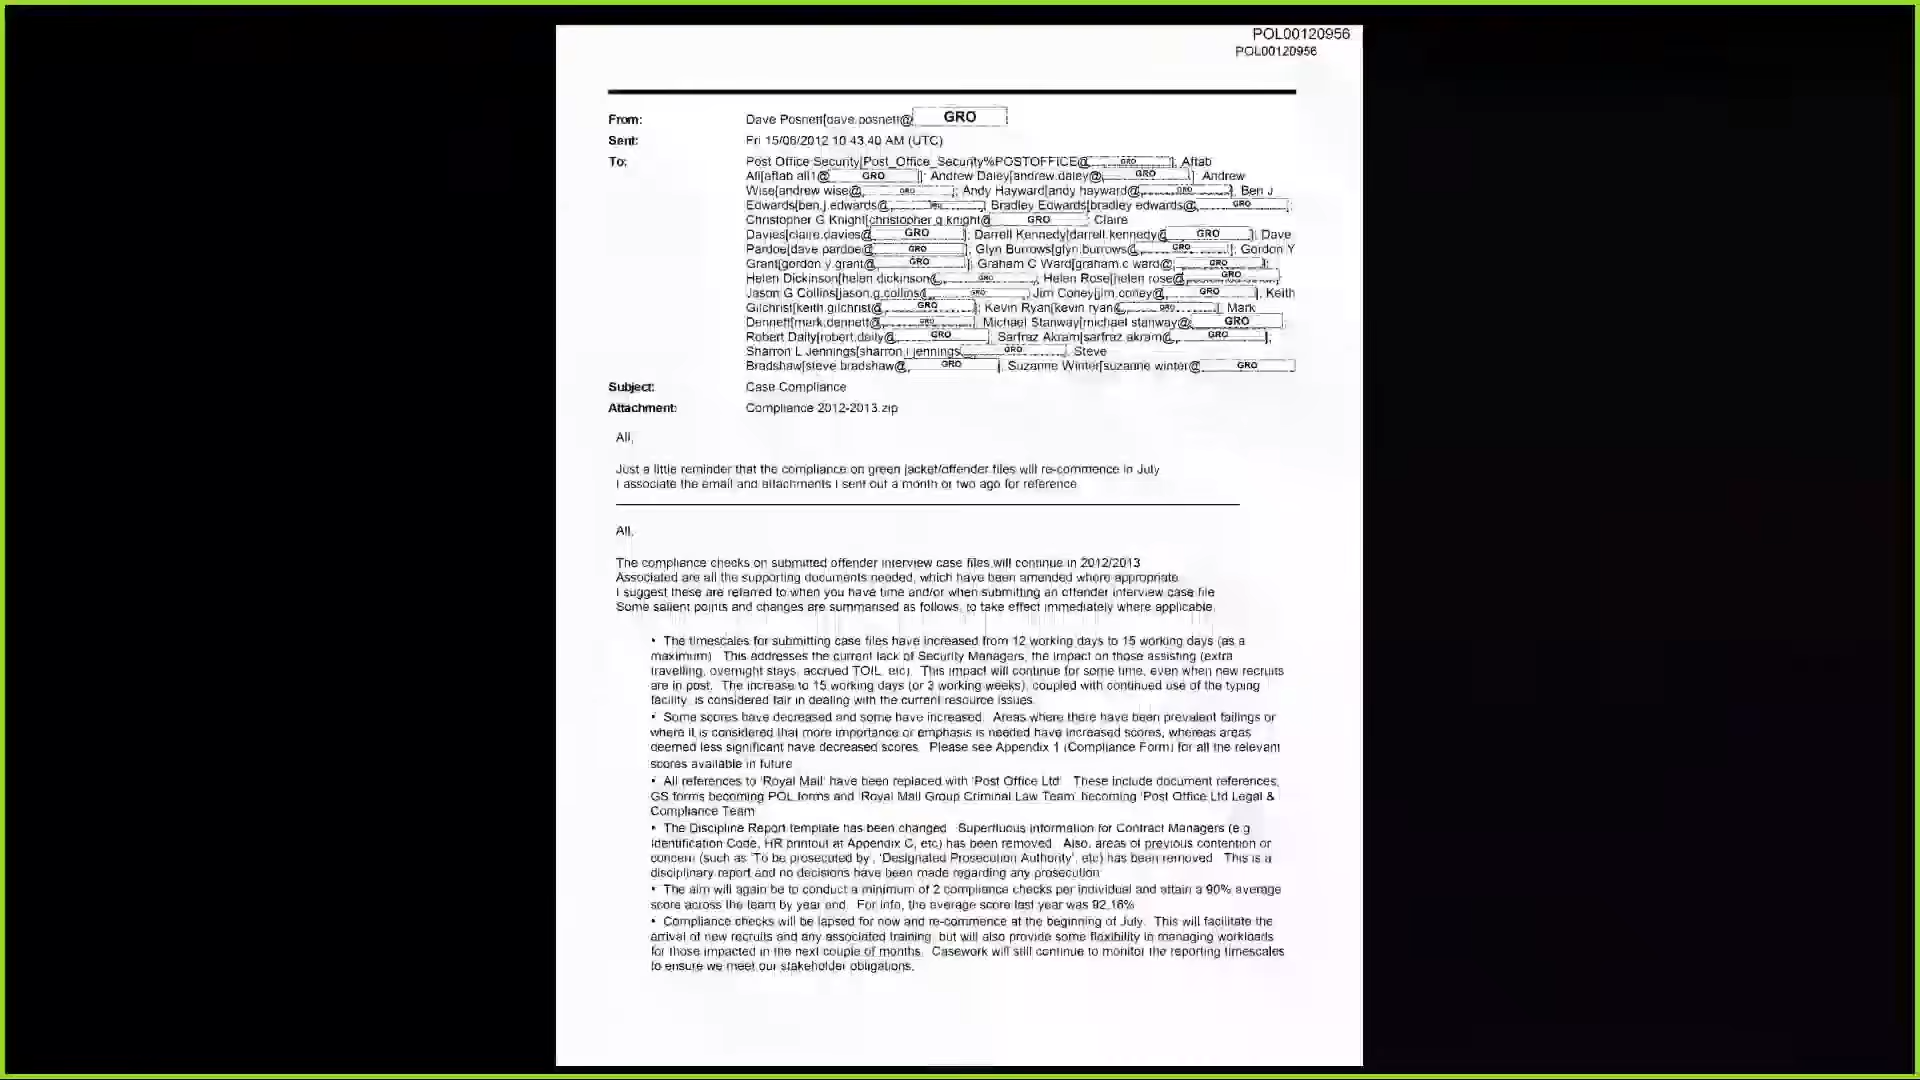 POL00120956
POL00120956
From: Dave Posnett[dave.posnett@ GRO
Sent: Fri 15/06/2012 10:43:40 AM (UTC)
To: Post Office Security[Post_Office_Security%POSTOFFICE@ GRO ]; Aftab
Ali[aftab.ali1@ GRO ]; Andrew Daley[andrew.daley@ GRO ]; Andrew
Wise[andrew.wise@ GRO ]; Andy Hayward[andy.hayward@ GRO ]; Ben J
Edwards[ben.j.edwards@ GRO ]; Bradley Edwards[bradley.edwards@ GRO ];
Christopher G Knight[christopher.g.knight@ GRO ; Claire
Davies[claire.davies@ GRO ]; Darrell Kennedy[darrell.kennedy@ GRO ]; Dave
Pardoe[dave.pardoe@ GRO ]; Glyn Burrows[glyn.burrows@ GRO ]; Gordon Y
Grant[gordon.y.grant@ GRO ]; Graham C Ward[graham.c.ward@ GRO ];
Helen Dickinson[helen.dickinson@ GRO ; Helen Rose[helen.rose@ GRO ];
Jason G Collins[jason.g.collins@ GRO ; Jim Coney[jim.coney@ GRO ]; Keith
Gilchrist[keith.gilchrist@ GRO ]; Kevin Ryan[kevin.ryan@ GRO ]; Mark
Dennett[mark.dennett@ GRO ]; Michael Stanway[michael.stanway@ GRO ];
Robert Daily[robert.daily@ GRO ]; Sarfraz Akram[sarfraz.akram@ GRO ];
Sharron L Jennings[sharron.l.jennings GRO ]; Steve
Bradshaw[steve.bradshaw@ GRO ]; Suzanne Winter[suzanne.winter@ GRO
Subject: Case Compliance
Attachment: Compliance 2012-2013.zip
All,
Just a little reminder that the compliance on green jacket/offender files will re-commence in July
I associate the email and attachments I sent out a month or two ago for reference
All,
The compliance checks on submitted offender interview case files will continue in 2012/2013
Associated are all the supporting documents needed, which have been amended where appropriate
I suggest these are referred to when you have time and/or when submitting an offender interview case file
Some salient points and changes are summarised as follows, to take effect immediately where applicable.
• The timescales for submitting case files have increased from 12 working days to 15 working days (as a
maximum) This addresses the current lack of Security Managers, the impact on those assisting (extra
travelling, overnight stays, accrued TOIL, etc). This impact will continue for some time, even when new recruits
are in post. The increase to 15 working days (or 3 working weeks), coupled with continued use of the typing
facility, is considered fair in dealing with the current resource issues
• Some scores have decreased and some have increased. Areas where there have been prevalent failings or
where it is considered that more importance or emphasis is needed have increased scores, whereas areas
deemed less significant have decreased scores. Please see Appendix 1 (Compliance Form) for all the relevant
scores available in future
• All references to 'Royal Mail' have been replaced with 'Post Office Ltd' These include document references,
GS forms becoming POL forms and 'Royal Mail Group Criminal Law Team' becoming 'Post Office Ltd Legal &
Compliance Team
• The Discipline Report template has been changed Superfluous information for Contract Managers (e.g
Identification Code, HR printout at Appendix C, etc) has been removed Also, areas of previous contention or
concern (such as 'To be prosecuted by', 'Designated Prosecution Authority', etc) has been removed This is a
disciplinary report and no decisions have been made regarding any prosecution
• The aim will again be to conduct a minimum of 2 compliance checks per individual and attain a 90% average
score across the team by year end. For info, the average score last year was 92.16%
• Compliance checks will be lapsed for now and re-commence at the beginning of July. This will facilitate the
arrival of new recruits and any associated training, but will also provide some flexibility in managing workloads
for those impacted in the next couple of months. Casework will still continue to monitor the reporting timescales
to ensure we meet our stakeholder obligations.